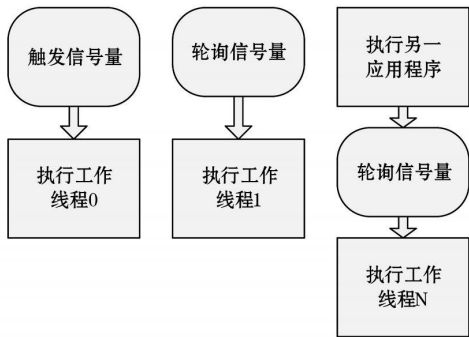 触发信号量
执行工作
线程0
轮询信号量
执行工作
线程1
执行另一
应用程序
轮询信号量
执行工作
线程N